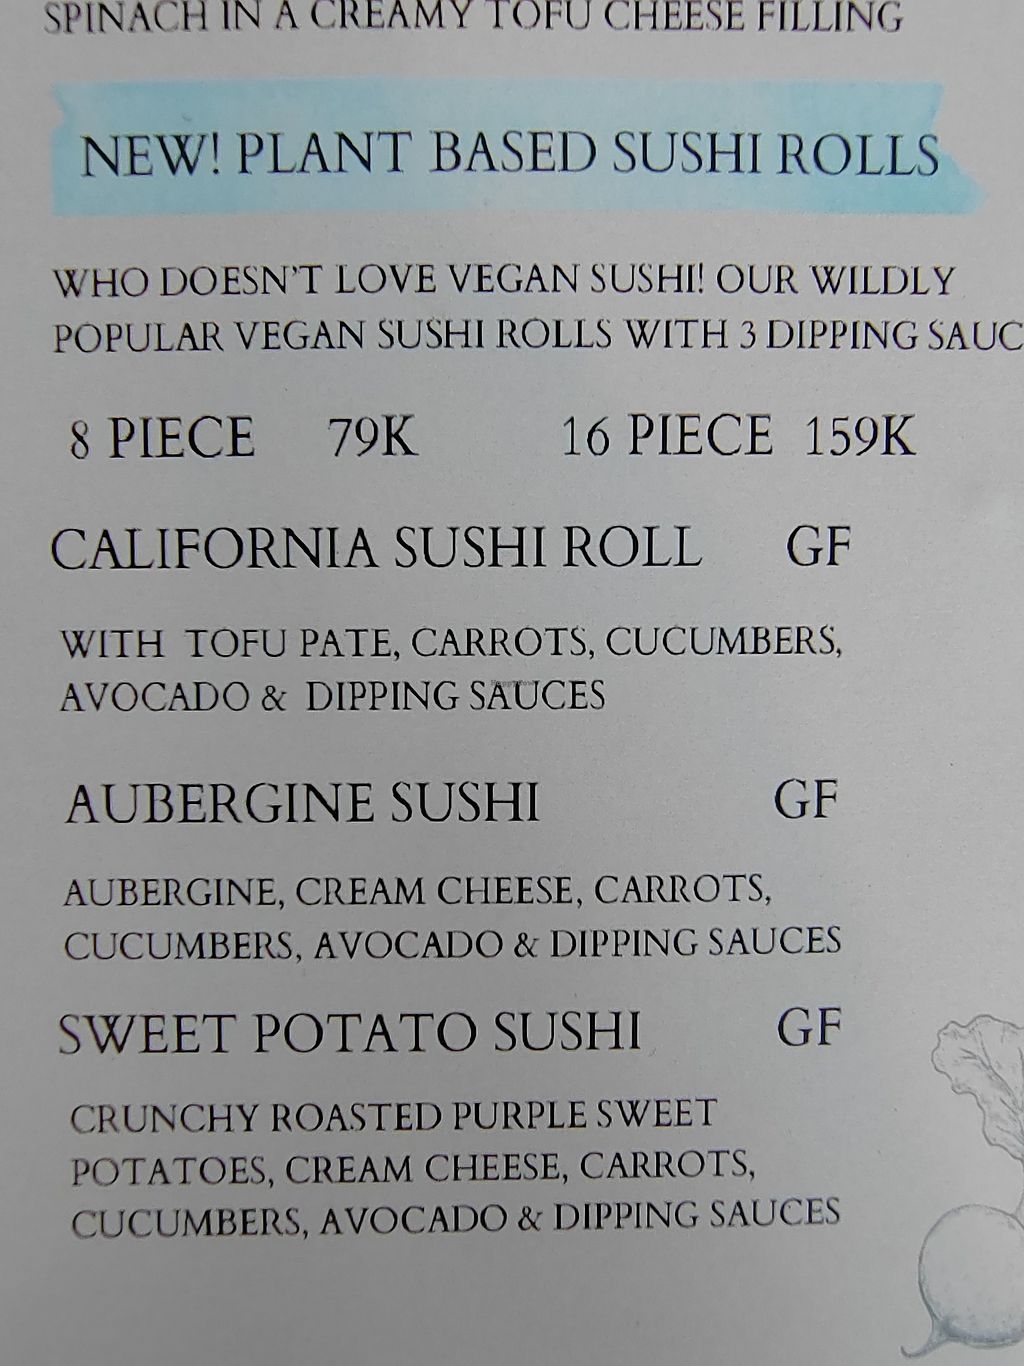 SPINACH IN A CREAMY TOFU CHEESE FILLING
NEW! PLANT BASED SUSHI ROLLS
WHO DOESN'T LOVE VEGAN SUSHI! OUR WILDLY
POPULAR VEGAN SUSHI ROLLS WITH 3 DIPPING SAUC
8 PIECE 79K 16 PIECE 159K
CALIFORNIA SUSHI ROLL GF
WITH TOFU PATE, CARROTS, CUCUMBERS,
AVOCADO & DIPPING SAUCES
AUBERGINE SUSHI GF
AUBERGINE, CREAM CHEESE, CARROTS,
CUCUMBERS, AVOCADO & DIPPING SAUCES
SWEET POTATO SUSHI GF
CRUNCHY ROASTED PURPLE SWEET
POTATOES, CREAM CHEESE, CARROTS,
CUCUMBERS, AVOCADO & DIPPING SAUCES